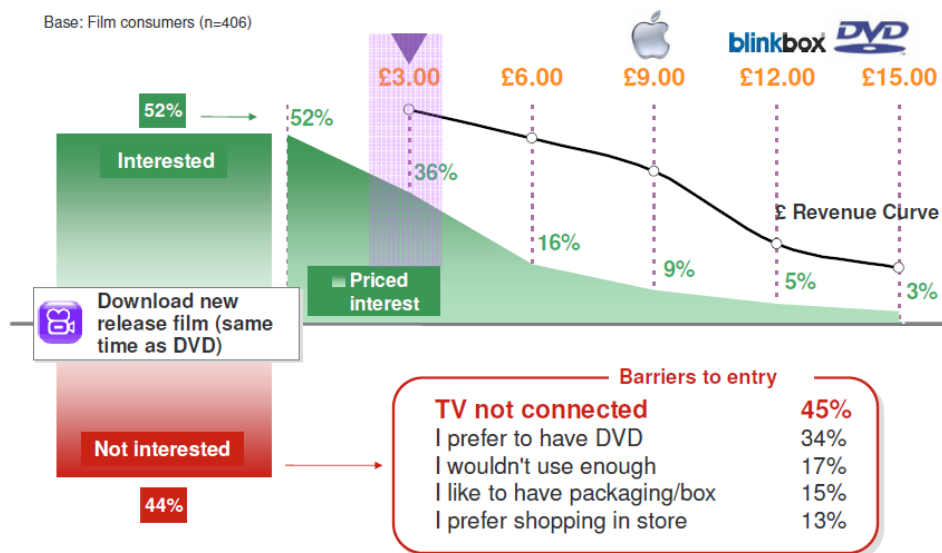 Base: Film consumers (n=406)
blinkbox DVD
£3.00 £6.00 £9.00 £12.00 £15.00
52%
52%
Interested
36%
£ Revenue Curve
16%
9%
5%
3%
Priced
interest
Download new
release film (same
time as DVD)
Not interested
44%
Barriers to entry
TV not connected 45%
I prefer to have DVD 34%
I wouldn't use enough 17%
I like to have packaging/box 15%
I prefer shopping in store 13%